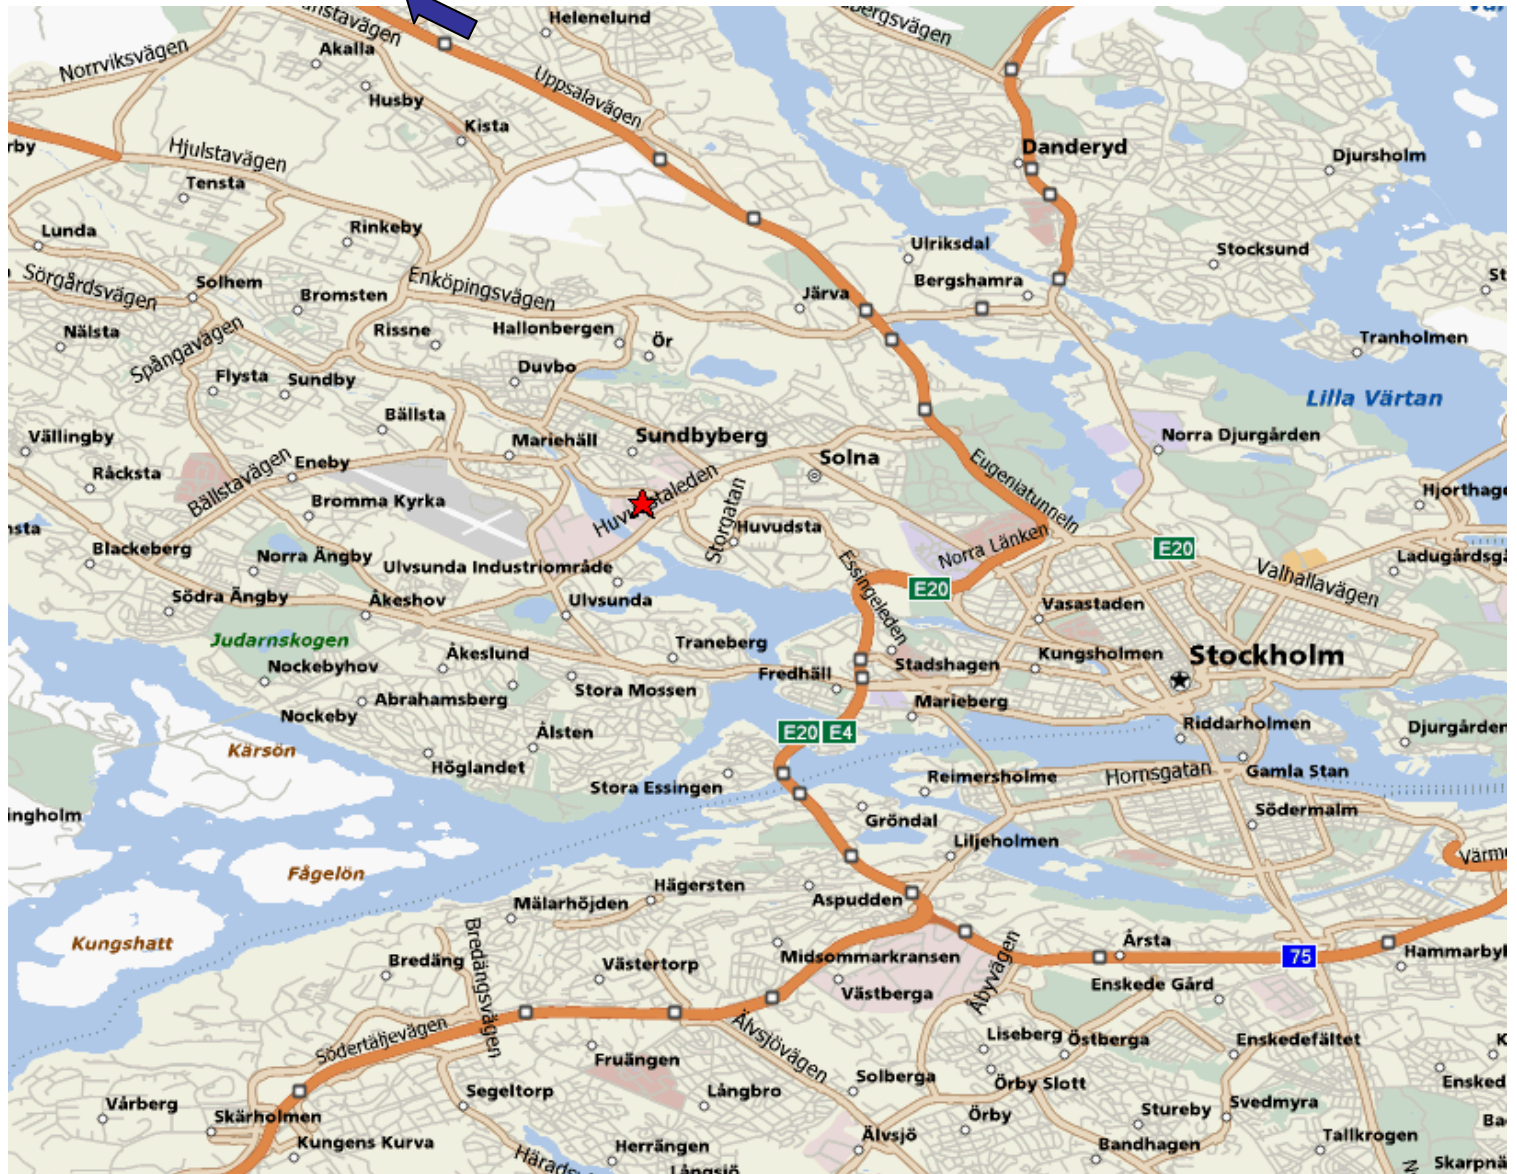 Helenelund
Akalla
Norrviksvägen
Husby
Uppsalavägen
Kista
Danderyd
Djursholm
Hjulstavägen
Tensta
Lunda
Rinkeby
Ulriksdal
Stocksund
Sörgårdsvägen
Solhem
Bromsten
Enköpingsvägen
Järva
Bergshamra
Nälsta
Rissne
Hallonbergen
Ör
Tranholmen
Spångavägen
Flysta
Sundby
Duvbo
Lilla Värtan
Bällsta
Vällingby
Mariehäll
Sundbyberg
Norra Djurgården
Råcksta
Bällstavägen
Eneby
Solna
Eugeniatunneln
Bromma Kyrka
Storgatan
Huvudsta
Norra Länken
E20
Blackeberg
Norra Ängby
Ulvsunda Industriområde
Essingeleden
E20
Valhallavägen
Södra Ängby
Åkeshov
Ulvsunda
Vasastaden
Judarnskogen
Traneberg
Nockebyhov
Åkeslund
Fredhäll
Stadshagen
Kungsholmen
Stockholm
Abrahamsberg
Stora Mossen
Marieberg
Nockeby
Ålsten
E20
E4
Riddarholmen
Djurgården
Kärsön
Höglandet
Stora Essingen
Reimersholme
Hornsgatan
Gamla Stan
Gröndal
Södermalm
Liljeholmen
Fågelön
Hägersten
Mälarhöjden
Aspudden
Kungshatt
Bredäng
Bredängsvägen
Västertorp
Midsommarkransen
Västberga
Åbyvägen
Årsta
75
Enskede Gård
Södertäljevägen
Älvsjövägen
Liseberg
Östberga
Enskedefältet
Fruängen
Solberga
Örby Slott
Vårberg
Segeltorp
Långbro
Skärholmen
Örby
Stureby
Svedmyra
Kungens Kurva
Herrängen
Älvsjö
Bandhagen
Tallkrogen
Långsjö